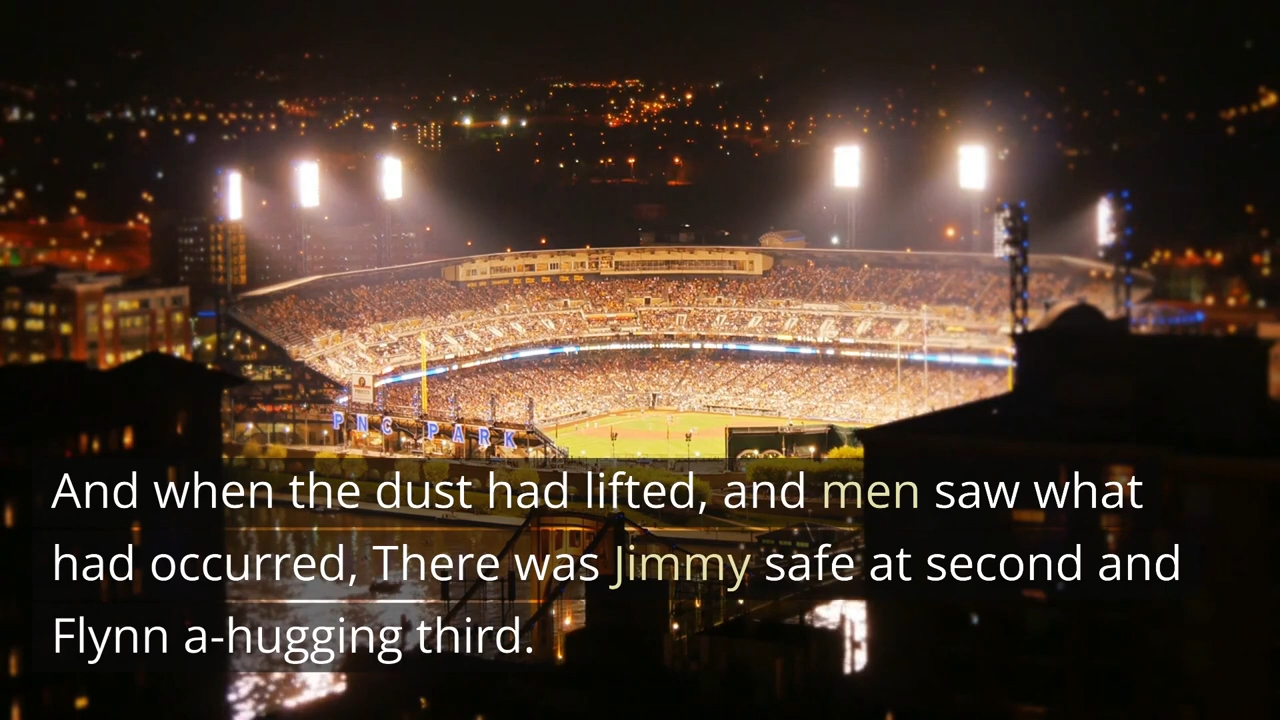 PNC PARK
And when the dust had lifted, and men saw what
had occurred, There was Jimmy safe at second and
Flynn a-hugging third.